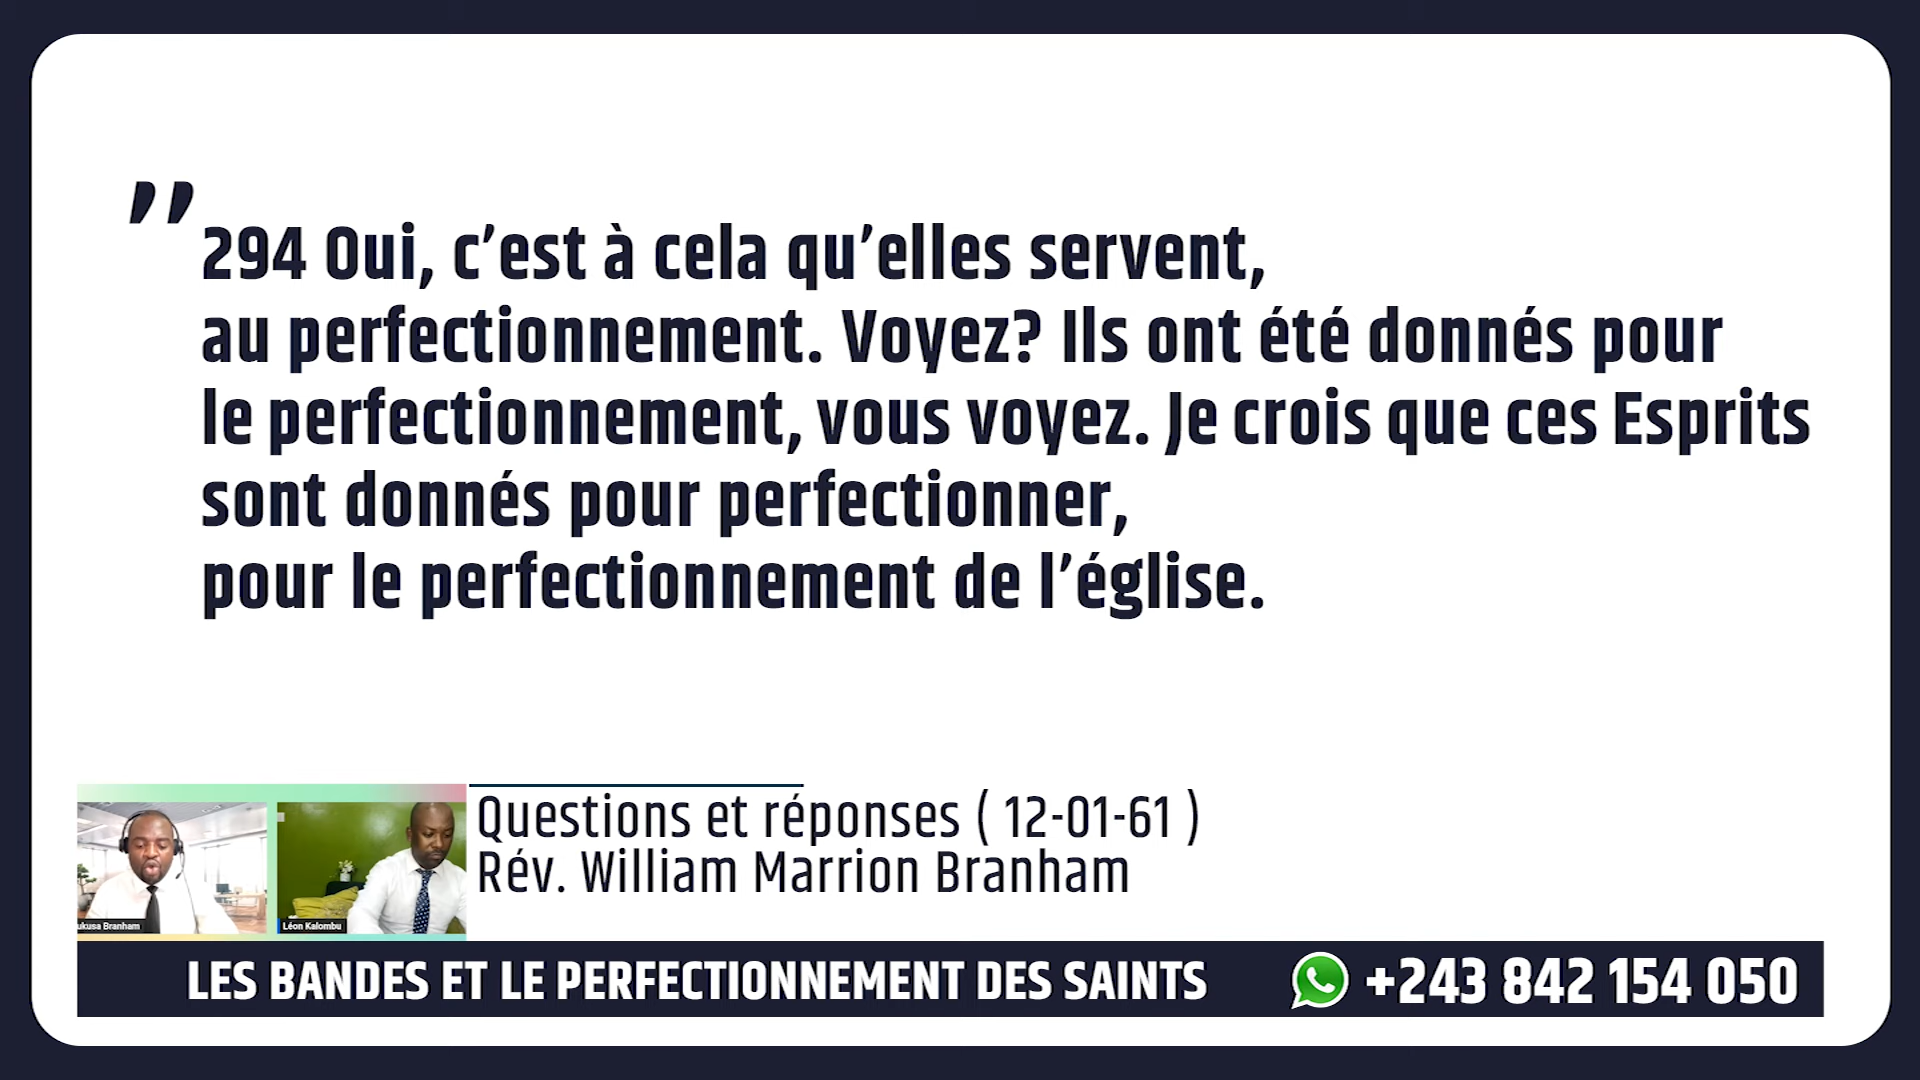 ”
294 Oui, c’est à cela qu’elles servent,
au perfectionnement. Voyez? Ils ont été donnés pour
le perfectionnement, vous voyez. Je crois que ces Esprits
sont donnés pour perfectionner,
pour le perfectionnement de l’église.
ukusa Branham
Léon Kalombu
Questions et réponses ( 12-01-61 )
Rév. William Marrion Branham
LES BANDES ET LE PERFECTIONNEMENT DES SAINTS
+243 842 154 050